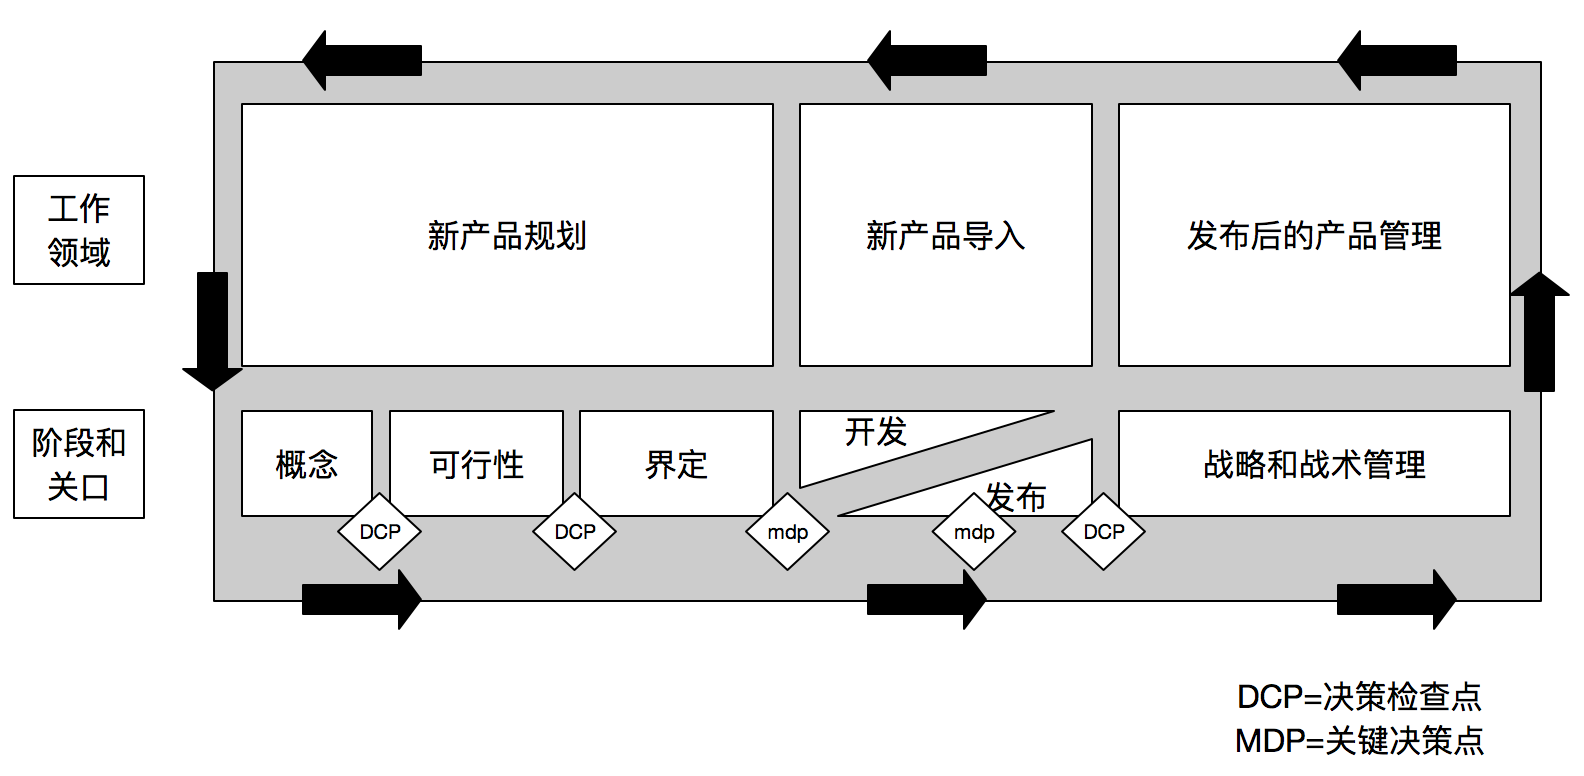 工作
领域
新产品规划
新产品导入
发布后的产品管理
阶段和
关口
概念
可行性
界定
开发
发布
战略和战术管理
DCP
DCP
mdp
mdp
DCP
DCP=决策检查点
MDP=关键决策点